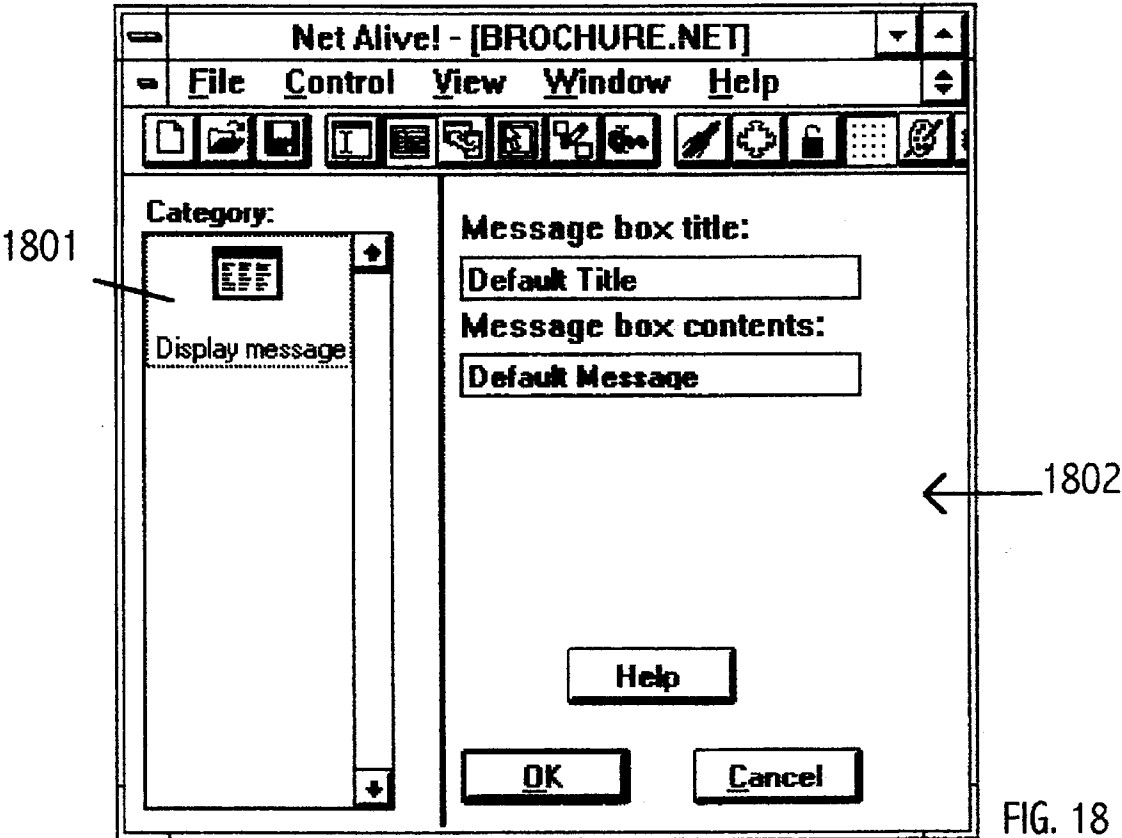 Net Alive! - [BROCHURE.NET]
File Control View Window Help
Category:
1801
Display message
Message box title:
Default Title
Message box contents:
Default Message
1802
Help
OK Cancel
FIG. 18